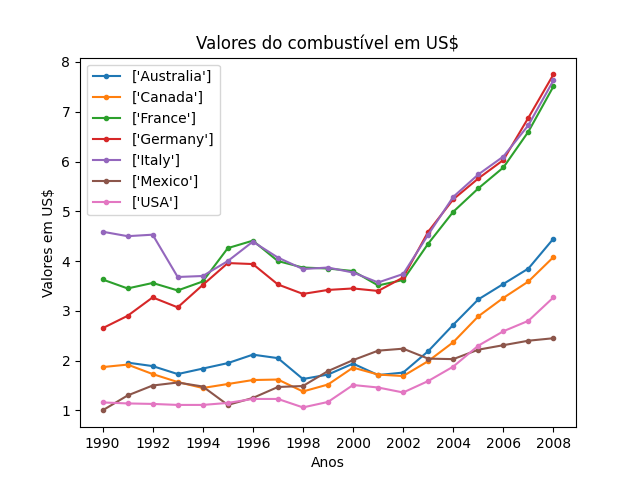 Valores do combustível em US$
['Australia']
['Canada']
['France']
['Germany']
['Italy']
['Mexico']
['USA']
Valores em US$
8
7
6
5
4
3
2
1
1990 1992 1994 1996 1998 2000 2002 2004 2006 2008
Anos